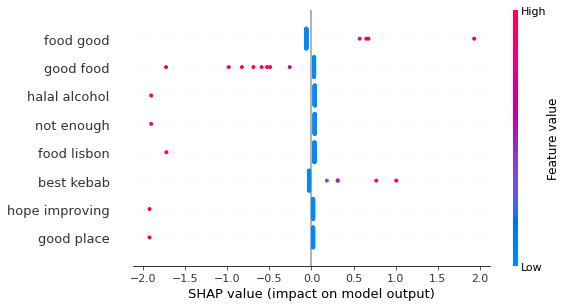 High
food good
good food
halal alcohol
not enough
food lisbon
best kebab
hope improving
good place
Feature value
Low
−2.0 −1.5 −1.0 −0.5 0.0 0.5 1.0 1.5 2.0
SHAP value (impact on model output)